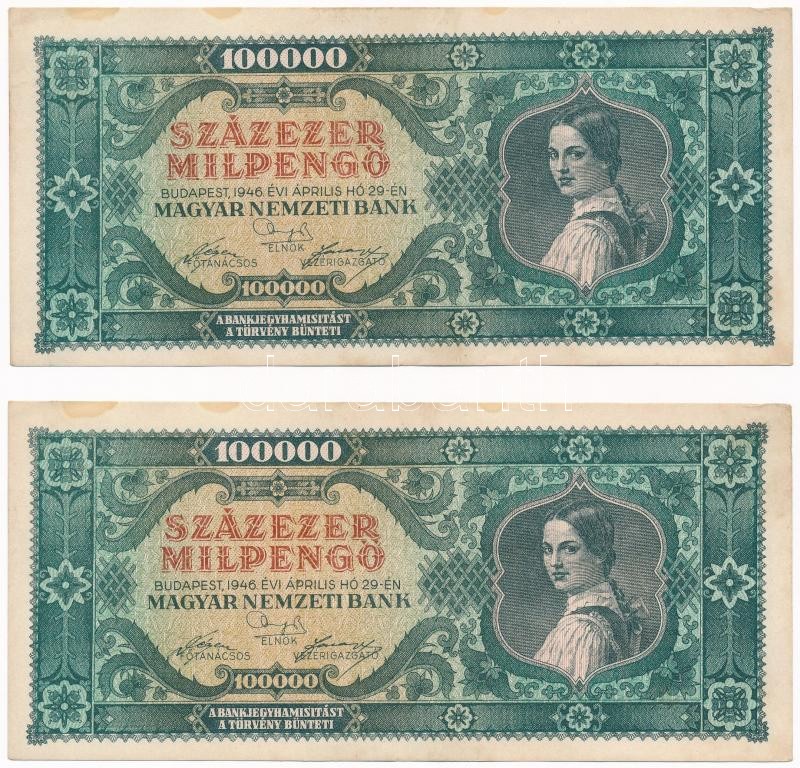 100000
SZÁZEZER
MILPENGŐ
BUDAPEST, 1946. ÉVI ÁPRILIS HÓ 29-ÉN
MAGYAR NEMZETI BANK
ELNÖK
FŐTANÁCSOS VEZÉRIGAZGATÓ
100000
A BANKJEGYHAMISITÁST
A TÖRVÉNY BÜNTETI
darabanth
100000
SZÁZEZER
MILPENGŐ
BUDAPEST, 1946. ÉVI ÁPRILIS HÓ 29-ÉN
MAGYAR NEMZETI BANK
ELNÖK
FŐTANÁCSOS VEZÉRIGAZGATÓ
100000
A BANKJEGYHAMISITÁST
A TÖRVÉNY BÜNTETI